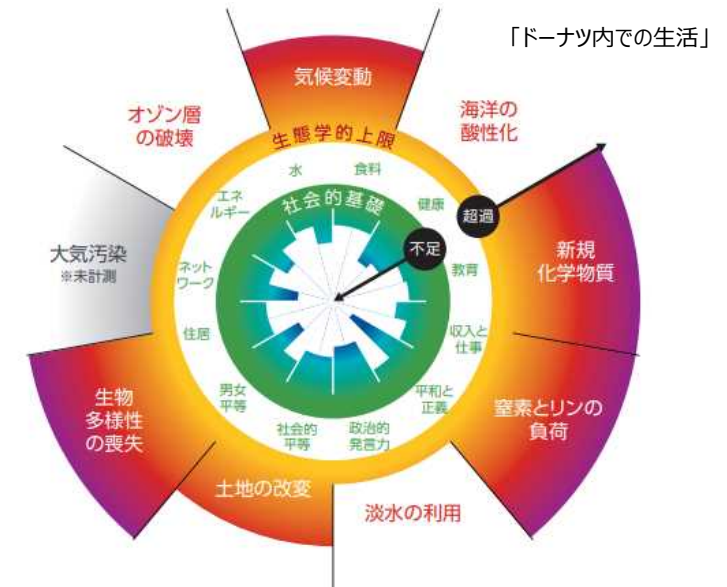 「ドーナツ内での生活」
気候変動
オゾン層
の破壊
海洋の
酸性化
生態学的上限
水
食料
エネ
ルギー
社会的基礎
健康
超過
大気汚染
※未計測
不足
新規
化学物質
ネット
ワーク
教育
住居
収入と
仕事
生物
多様性
の喪失
男女
平等
平和と
正義
窒素とリンの
負荷
社会的
平等
政治的
発言力
土地の改変
淡水の利用